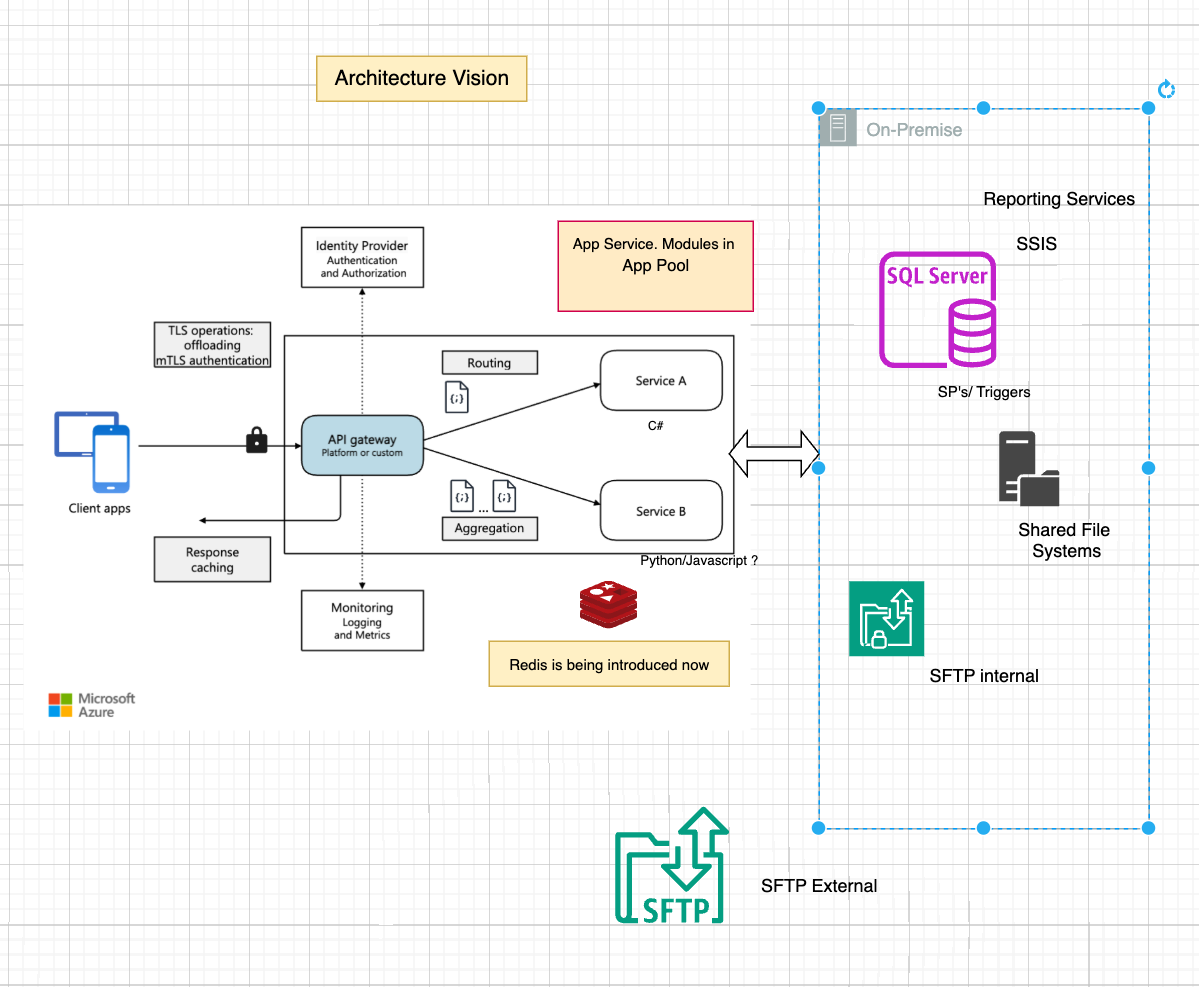 Architecture Vision
On-Premise
Reporting Services
SSIS
SQL Server
SP's/ Triggers
Shared File
Systems
SFTP internal
Identity Provider
Authentication
and Authorization
App Service. Modules in
App Pool
TLS operations:
offloading
mTLS authentication
Routing
{;}
Service A
C#
API gateway
Platform or custom
Client apps
{;}
...
{;}
Aggregation
Service B
Python/Javascript ?
Response
caching
Monitoring
Logging
and Metrics
Redis is being introduced now
Microsoft
Azure
SFTP
SFTP External